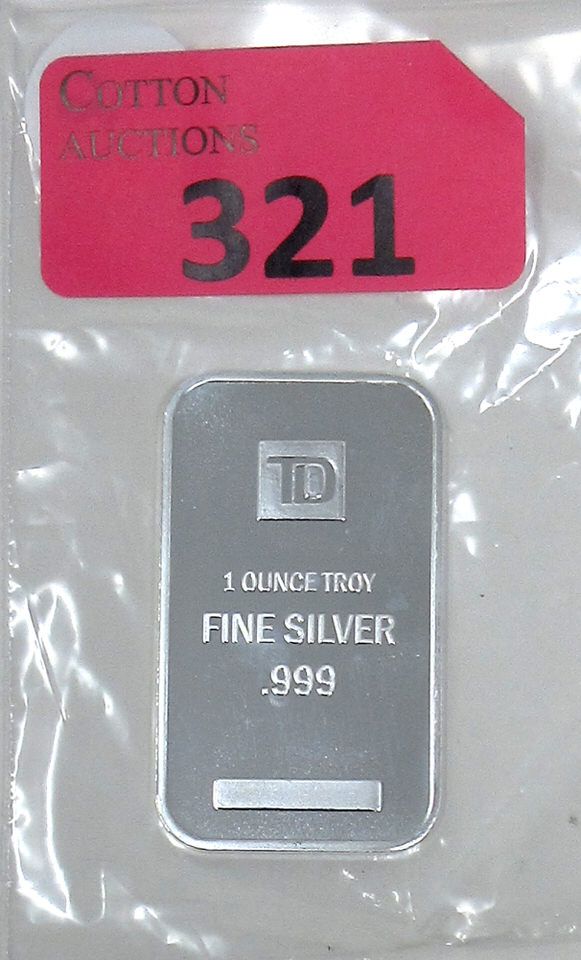 COTTON
AUCTIONS
321
TD
1 OUNCE TROY
FINE SILVER
.999